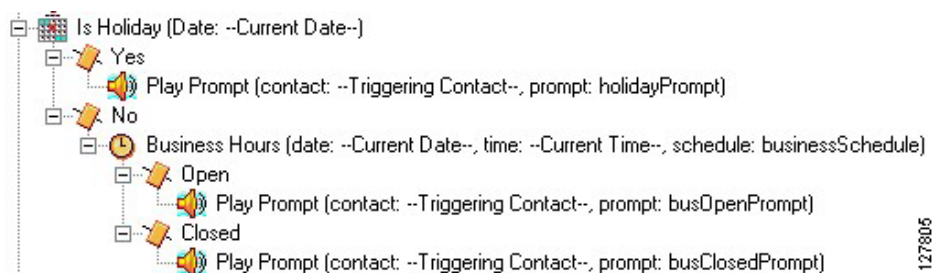 Is Holiday (Date: --Current Date--)
Yes
Play Prompt (contact: --Triggering Contact--, prompt: holidayPrompt)
No
Business Hours (date: --Current Date--, time: --Current Time--, schedule: businessSchedule)
Open
Play Prompt (contact: --Triggering Contact--, prompt: busOpenPrompt)
Closed
Play Prompt (contact: --Triggering Contact--, prompt: busClosedPrompt)
127805